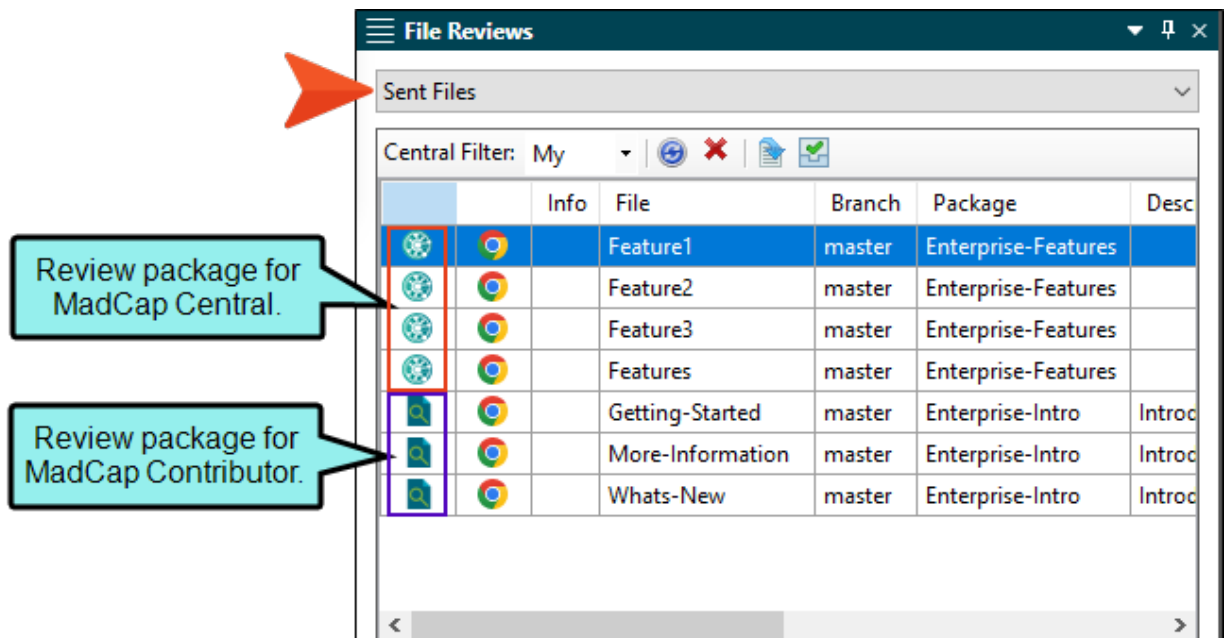 File Reviews
Sent Files
Central Filter: My
Info File Branch Package Desc
Feature1 master Enterprise-Features
Feature2 master Enterprise-Features
Feature3 master Enterprise-Features
Features master Enterprise-Features
Getting-Started master Enterprise-Intro Introd
More-Information master Enterprise-Intro Introd
Whats-New master Enterprise-Intro Introd
Review package for
MadCap Central.
Review package for
MadCap Contributor.